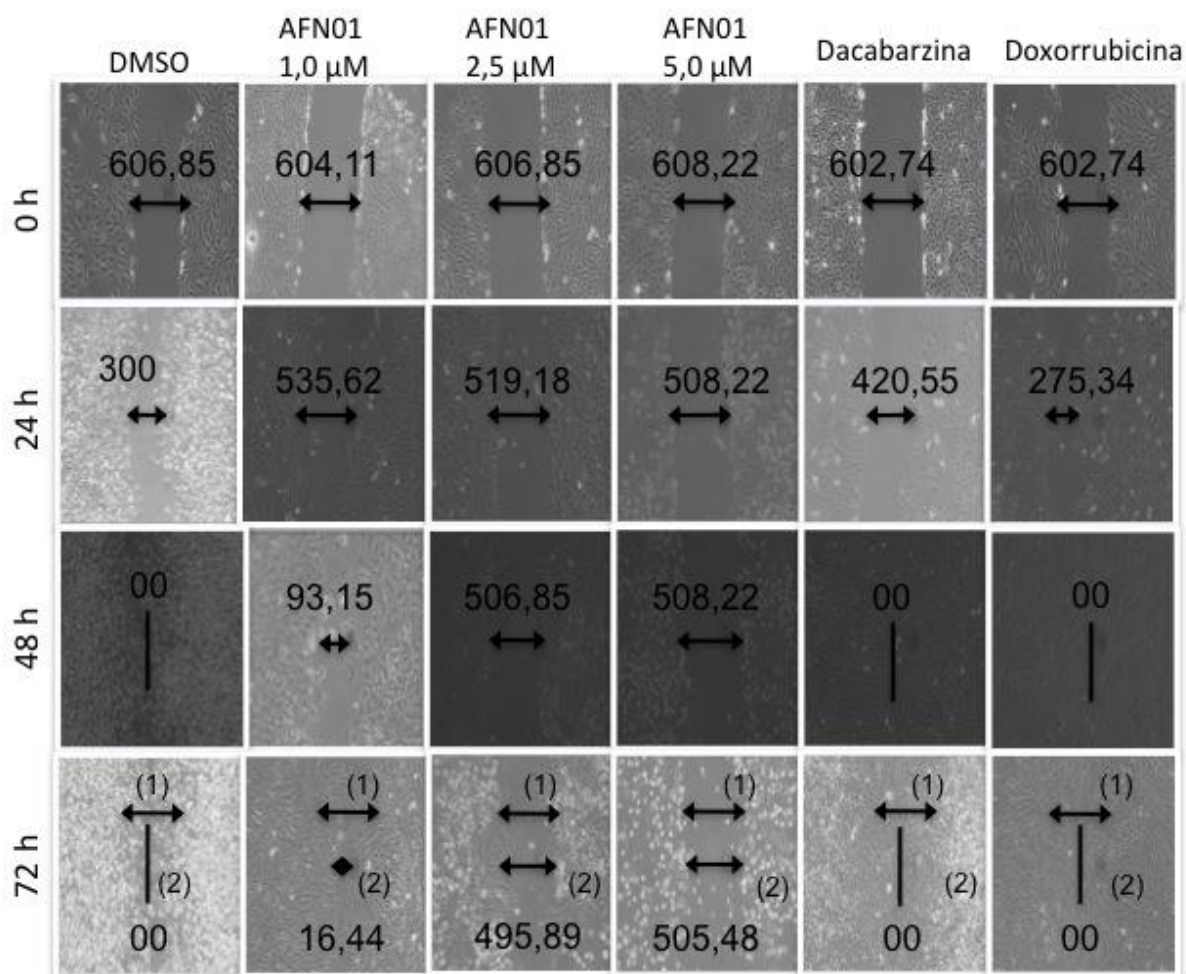 DMSO
AFN01
1,0 µM
AFN01
2,5 µM
AFN01
5,0 µM
Dacabarzina
Doxorrubicina
0 h
606,85
604,11
606,85
608,22
602,74
602,74
24 h
300
535,62
519,18
508,22
420,55
275,34
48 h
00
93,15
506,85
508,22
00
00
72 h
(1)
(1)
(1)
(1)
(1)
(1)
(2)
(2)
(2)
(2)
(2)
(2)
00
16,44
495,89
505,48
00
00